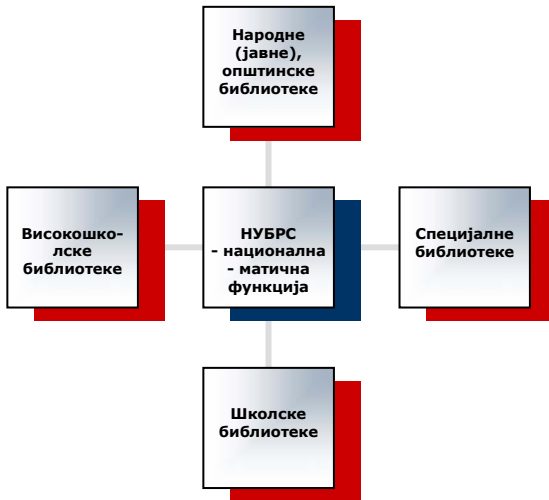 Народне
(јавне),
општинске
библиотеке
Високошко-
лске
библиотеке
НУБРС
- национална
- матична
функција
Специјалне
библиотеке
Школске
библиотеке